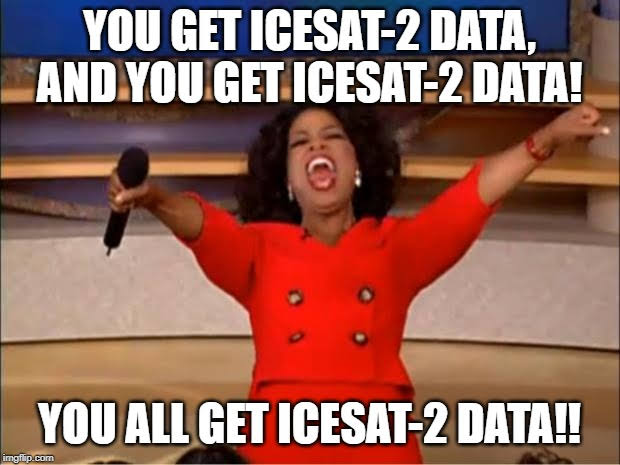 YOU GET ICESAT-2 DATA,
AND YOU GET ICESAT-2 DATA!
YOU ALL GET ICESAT-2 DATA!!
imgflip.com